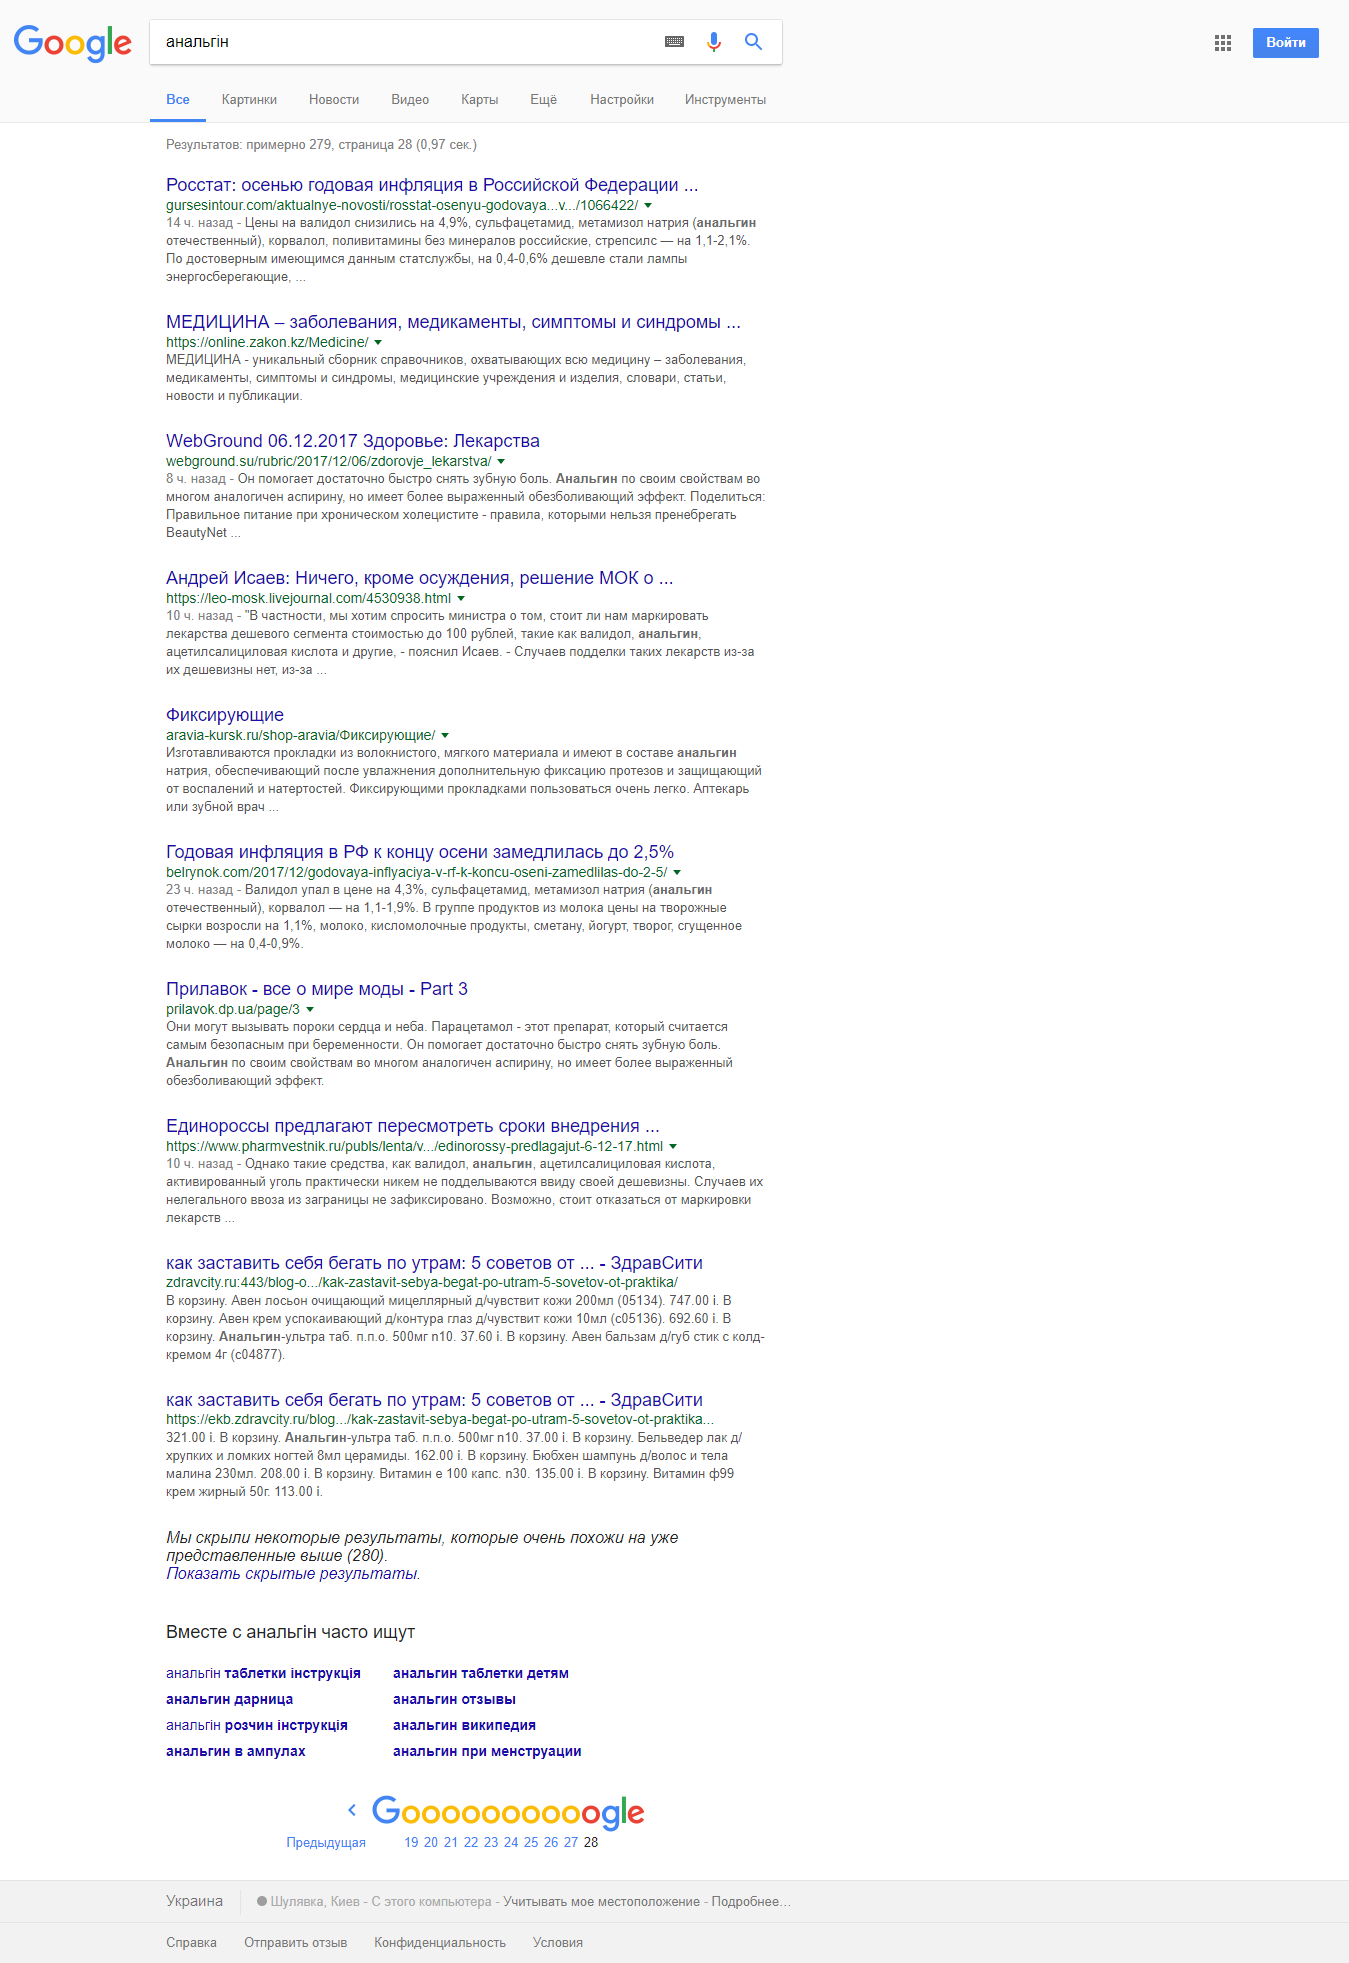 Google
анальгін
Войти
Все Картинки Новости Видео Карты Ещё Настройки Инструменты
Результатов: примерно 279, страница 28 (0,97 сек.)
Росстат: осенью годовая инфляция в Российской Федерации ...
gursesintour.com/aktualnye-novosti/rosstat-osenyu-godovaya...v.../1066422/
14 ч. назад - Цены на валидол снизились на 4,9%, сульфацетамид, метамизол натрия (анальгин
отечественный), корвалол, поливитамины без минералов российские, стрепсилс — на 1,1-2,1%.
По достоверным имеющимся данным статслужбы, на 0,4-0,6% дешевле стали лампы
энергосберегающие, ...
МЕДИЦИНА – заболевания, медикаменты, симптомы и синдромы ...
https://online.zakon.kz/Medicine/
МЕДИЦИНА - уникальный сборник справочников, охватывающих всю медицину – заболевания,
медикаменты, симптомы и синдромы, медицинские учреждения и изделия, словари, статьи,
новости и публикации.
WebGround 06.12.2017 Здоровье: Лекарства
webground.su/rubric/2017/12/06/zdorovje_lekarstva/
8 ч. назад - Он помогает достаточно быстро снять зубную боль. Анальгин по своим свойствам во
многом аналогичен аспирину, но имеет более выраженный обезболивающий эффект. Поделиться:
Правильное питание при хроническом холецистите - правила, которыми нельзя пренебрегать
BeautyNet ...
Андрей Исаев: Ничего, кроме осуждения, решение МОК о ...
https://leo-mosk.livejournal.com/4530938.html
10 ч. назад - "В частности, мы хотим спросить министра о том, стоит ли нам маркировать
лекарства дешевого сегмента стоимостью до 100 рублей, такие как валидол, анальгин,
ацетилсалициловая кислота и другие, - пояснил Исаев. - Случаев подделки таких лекарств из-за
их дешевизны нет, из-за ...
Фиксирующие
aravia-kursk.ru/shop-aravia/Фиксирующие/
Изготавливаются прокладки из волокнистого, мягкого материала и имеют в составе анальгин
натрия, обеспечивающий после увлажнения дополнительную фиксацию протезов и защищающий
от воспалений и натертостей. Фиксирующими прокладками пользоваться очень легко. Аптекарь
или зубной врач ...
Годовая инфляция в РФ к концу осени замедлилась до 2,5%
belrynok.com/2017/12/godovaya-inflyaciya-v-rf-k-koncu-oseni-zamedlilas-do-2-5/
23 ч. назад - Валидол упал в цене на 4,3%, сульфацетамид, метамизол натрия (анальгин
отечественный), корвалол — на 1,1-1,9%. В группе продуктов из молока цены на творожные
сырки возросли на 1,1%, молоко, кисломолочные продукты, сметану, йогурт, творог, сгущенное
молоко — на 0,4-0,9%.
Прилавок - все о мире моды - Part 3
prilavok.dp.ua/page/3
Они могут вызывать пороки сердца и неба. Парацетамол - этот препарат, который считается
самым безопасным при беременности. Он помогает достаточно быстро снять зубную боль.
Анальгин по своим свойствам во многом аналогичен аспирину, но имеет более выраженный
обезболивающий эффект.
Единороссы предлагают пересмотреть сроки внедрения ...
https://www.pharmvestnik.ru/publs/lenta/v.../edinorossy-predlagajut-6-12-17.html
10 ч. назад - Однако такие средства, как валидол, анальгин, ацетилсалициловая кислота,
активированный уголь практически никем не подделываются ввиду своей дешевизны. Случаев их
нелегального ввоза из заграницы не зафиксировано. Возможно, стоит отказаться от маркировки
лекарств ...
как заставить себя бегать по утрам: 5 советов от ... - ЗдравСити
zdravcity.ru:443/blog-o.../kak-zastavit-sebya-begat-po-utram-5-sovetov-ot-praktika/
В корзину. Авен лосьон очищающий мицеллярный д/чувствит кожи 200мл (05134). 747.00 i. В
корзину. Авен крем успокаивающий д/контура глаз д/чувствит кожи 10мл (с05136). 692.60 i. В
корзину. Анальгин-ультра таб. п.п.о. 500мг n10. 37.60 i. В корзину. Авен бальзам д/губ стик с колд-
кремом 4г (с04877).
как заставить себя бегать по утрам: 5 советов от ... - ЗдравСити
https://ekb.zdravcity.ru/blog.../kak-zastavit-sebya-begat-po-utram-5-sovetov-ot-praktika...
321.00 i. В корзину. Анальгин-ультра таб. п.п.о. 500мг n10. 37.00 i. В корзину. Бельведер лак д/
хрупких и ломких ногтей 8мл церамиды. 162.00 i. В корзину. Бюбхен шампунь д/волос и тела
малина 230мл. 208.00 i. В корзину. Витамин е 100 капс. n30. 135.00 i. В корзину. Витамин ф99
крем жирный 50г. 113.00 i.
Мы скрыли некоторые результаты, которые очень похожи на уже
представленные выше (280).
Показать скрытые результаты.
Вместе с анальгін часто ищут
анальгін таблетки інструкція анальгин таблетки детям
анальгин дарница анальгин отзывы
анальгін розчин інструкція анальгин википедия
анальгин в ампулах анальгин при менструации
Goooooooooogle
Предыдущая 19 20 21 22 23 24 25 26 27 28
Украина Шулявка, Киев - С этого компьютера - Учитывать мое местоположение - Подробнее…
Справка Отправить отзыв Конфиденциальность Условия